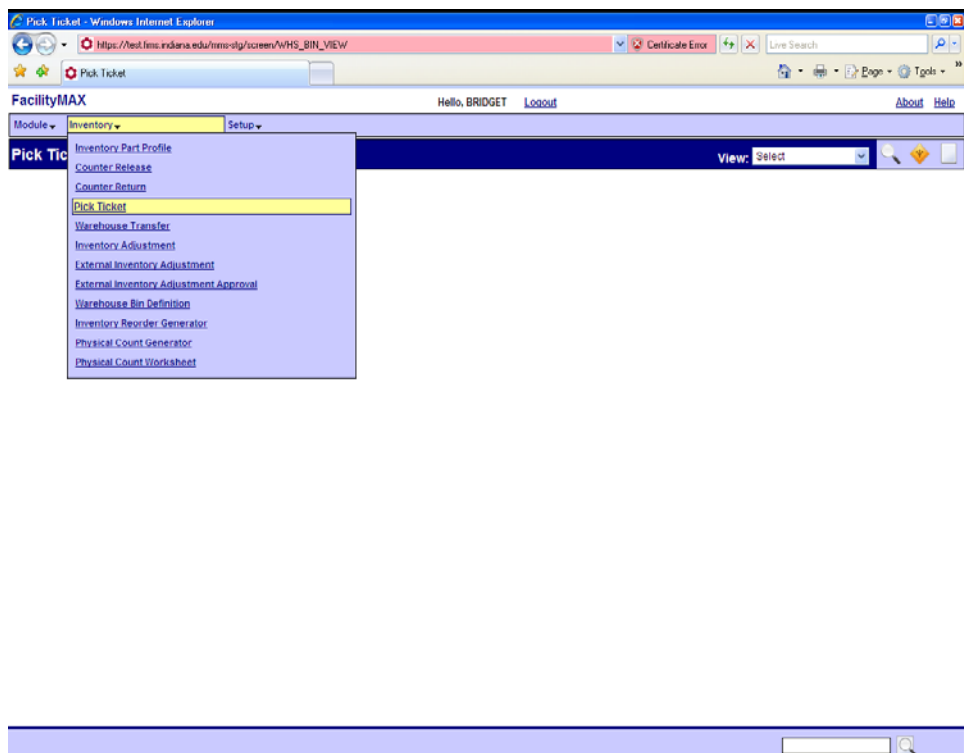 Pick Ticket - Windows Internet Explorer
https://test.fms.indiana.edu/mms-stg/screen/WHS_BIN_VIEW Certificate Error Live Search
Pick Ticket Page Tools »
FacilityMAX Hello, BRIDGET Logout About Help
Module Inventory Setup
Pick Tic View: Select
Inventory Part Profile
Counter Release
Counter Return
Pick Ticket
Warehouse Transfer
Inventory Adjustment
External Inventory Adjustment
External Inventory Adjustment Approval
Warehouse Bin Definition
Inventory Reorder Generator
Physical Count Generator
Physical Count Worksheet